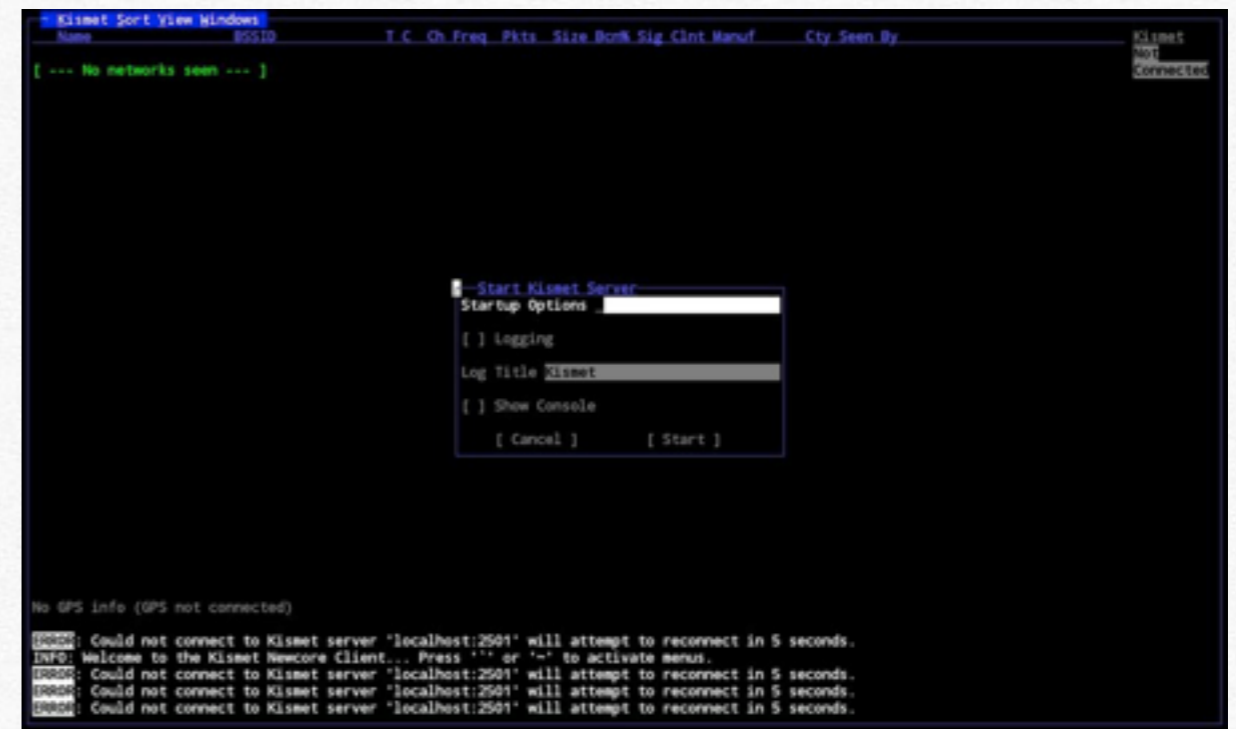 ~ Kismet Sort View Windows
Name BSSID T C Ch Freq Pkts Size Bcn% Sig Clnt Manuf Cty Seen By
Kismet
Not
Connected
[ --- No networks seen --- ]
Start Kismet Server
Startup Options _
[ ] Logging
Log Title Kismet
[ ] Show Console
[ Cancel ] [ Start ]
No GPS info (GPS not connected)
ERROR: Could not connect to Kismet server 'localhost:2501' will attempt to reconnect in 5 seconds.
INFO: Welcome to the Kismet Newcore Client... Press '`' or '~' to activate menus.
ERROR: Could not connect to Kismet server 'localhost:2501' will attempt to reconnect in 5 seconds.
ERROR: Could not connect to Kismet server 'localhost:2501' will attempt to reconnect in 5 seconds.
ERROR: Could not connect to Kismet server 'localhost:2501' will attempt to reconnect in 5 seconds.